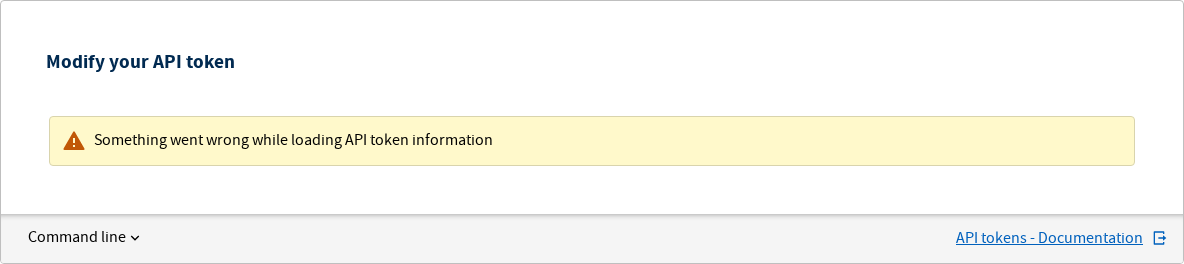 Modify your API token
Something went wrong while loading API token information
Command line
API tokens - Documentation